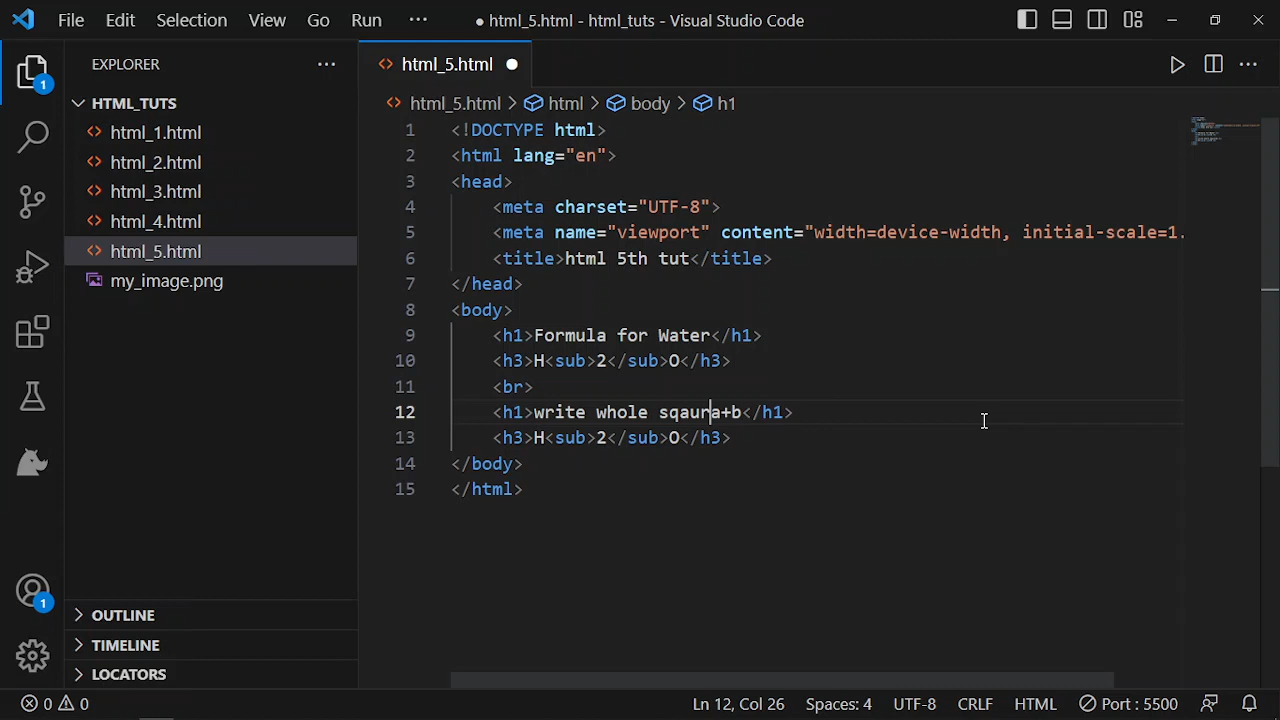 File Edit Selection View Go Run ··· ● html_5.html - html_tuts - Visual Studio Code
EXPLORER ···
html_5.html ●
HTML_TUTS
html_1.html
html_2.html
html_3.html
html_4.html
html_5.html
my_image.png
html_5.html > html > body > h1
1 <!DOCTYPE html>
2 <html lang="en">
3 <head>
4 <meta charset="UTF-8">
5 <meta name="viewport" content="width=device-width, initial-scale=1.
6 <title>html 5th tut</title>
7 </head>
8 <body>
9 <h1>Formula for Water</h1>
10 <h3>H<sub>2</sub>O</h3>
11 <br>
12 <h1>write whole sqaura+b</h1>
13 <h3>H<sub>2</sub>O</h3>
14 </body>
15 </html>
1
1
OUTLINE
TIMELINE
LOCATORS
0 0 Ln 12, Col 26 Spaces: 4 UTF-8 CRLF HTML Port : 5500